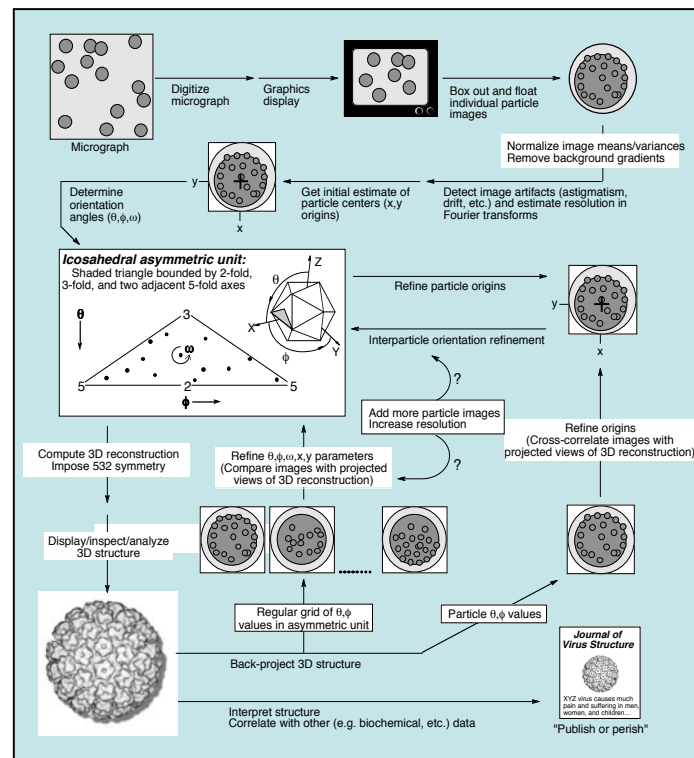 Micrograph
Digitize
micrograph
Graphics
display
Box out and float
individual particle
images
Normalize image means/variances
Remove background gradients
Detect image artifacts (astigmatism,
drift, etc.) and estimate resolution in
Fourier transforms
Get initial estimate of
particle centers (x,y
origins)
y
x
Determine
orientation
angles (θ,ϕ,ω)
Icosahedral asymmetric unit:
Shaded triangle bounded by 2-fold,
3-fold, and two adjacent 5-fold axes
θ
3
ω
5
2
5
ϕ
Z
θ
X
ϕ
Y
Refine particle origins
Interparticle orientation refinement
y
x
?
Add more particle images
Increase resolution
?
Refine θ,ϕ,ω,x,y parameters
(Compare images with projected
views of 3D reconstruction)
Refine origins
(Cross-correlate images with
projected views of 3D reconstruction)
Compute 3D reconstruction
Impose 532 symmetry
Display/inspect/analyze
3D structure
Regular grid of θ,ϕ
values in asymmetric unit
Particle θ,ϕ values
Back-project 3D structure
Interpret structure
Correlate with other (e.g. biochemical, etc.) data
Journal of
Virus Structure
XYZ virus causes much
pain and suffering in men,
women, and children...
"Publish or perish"